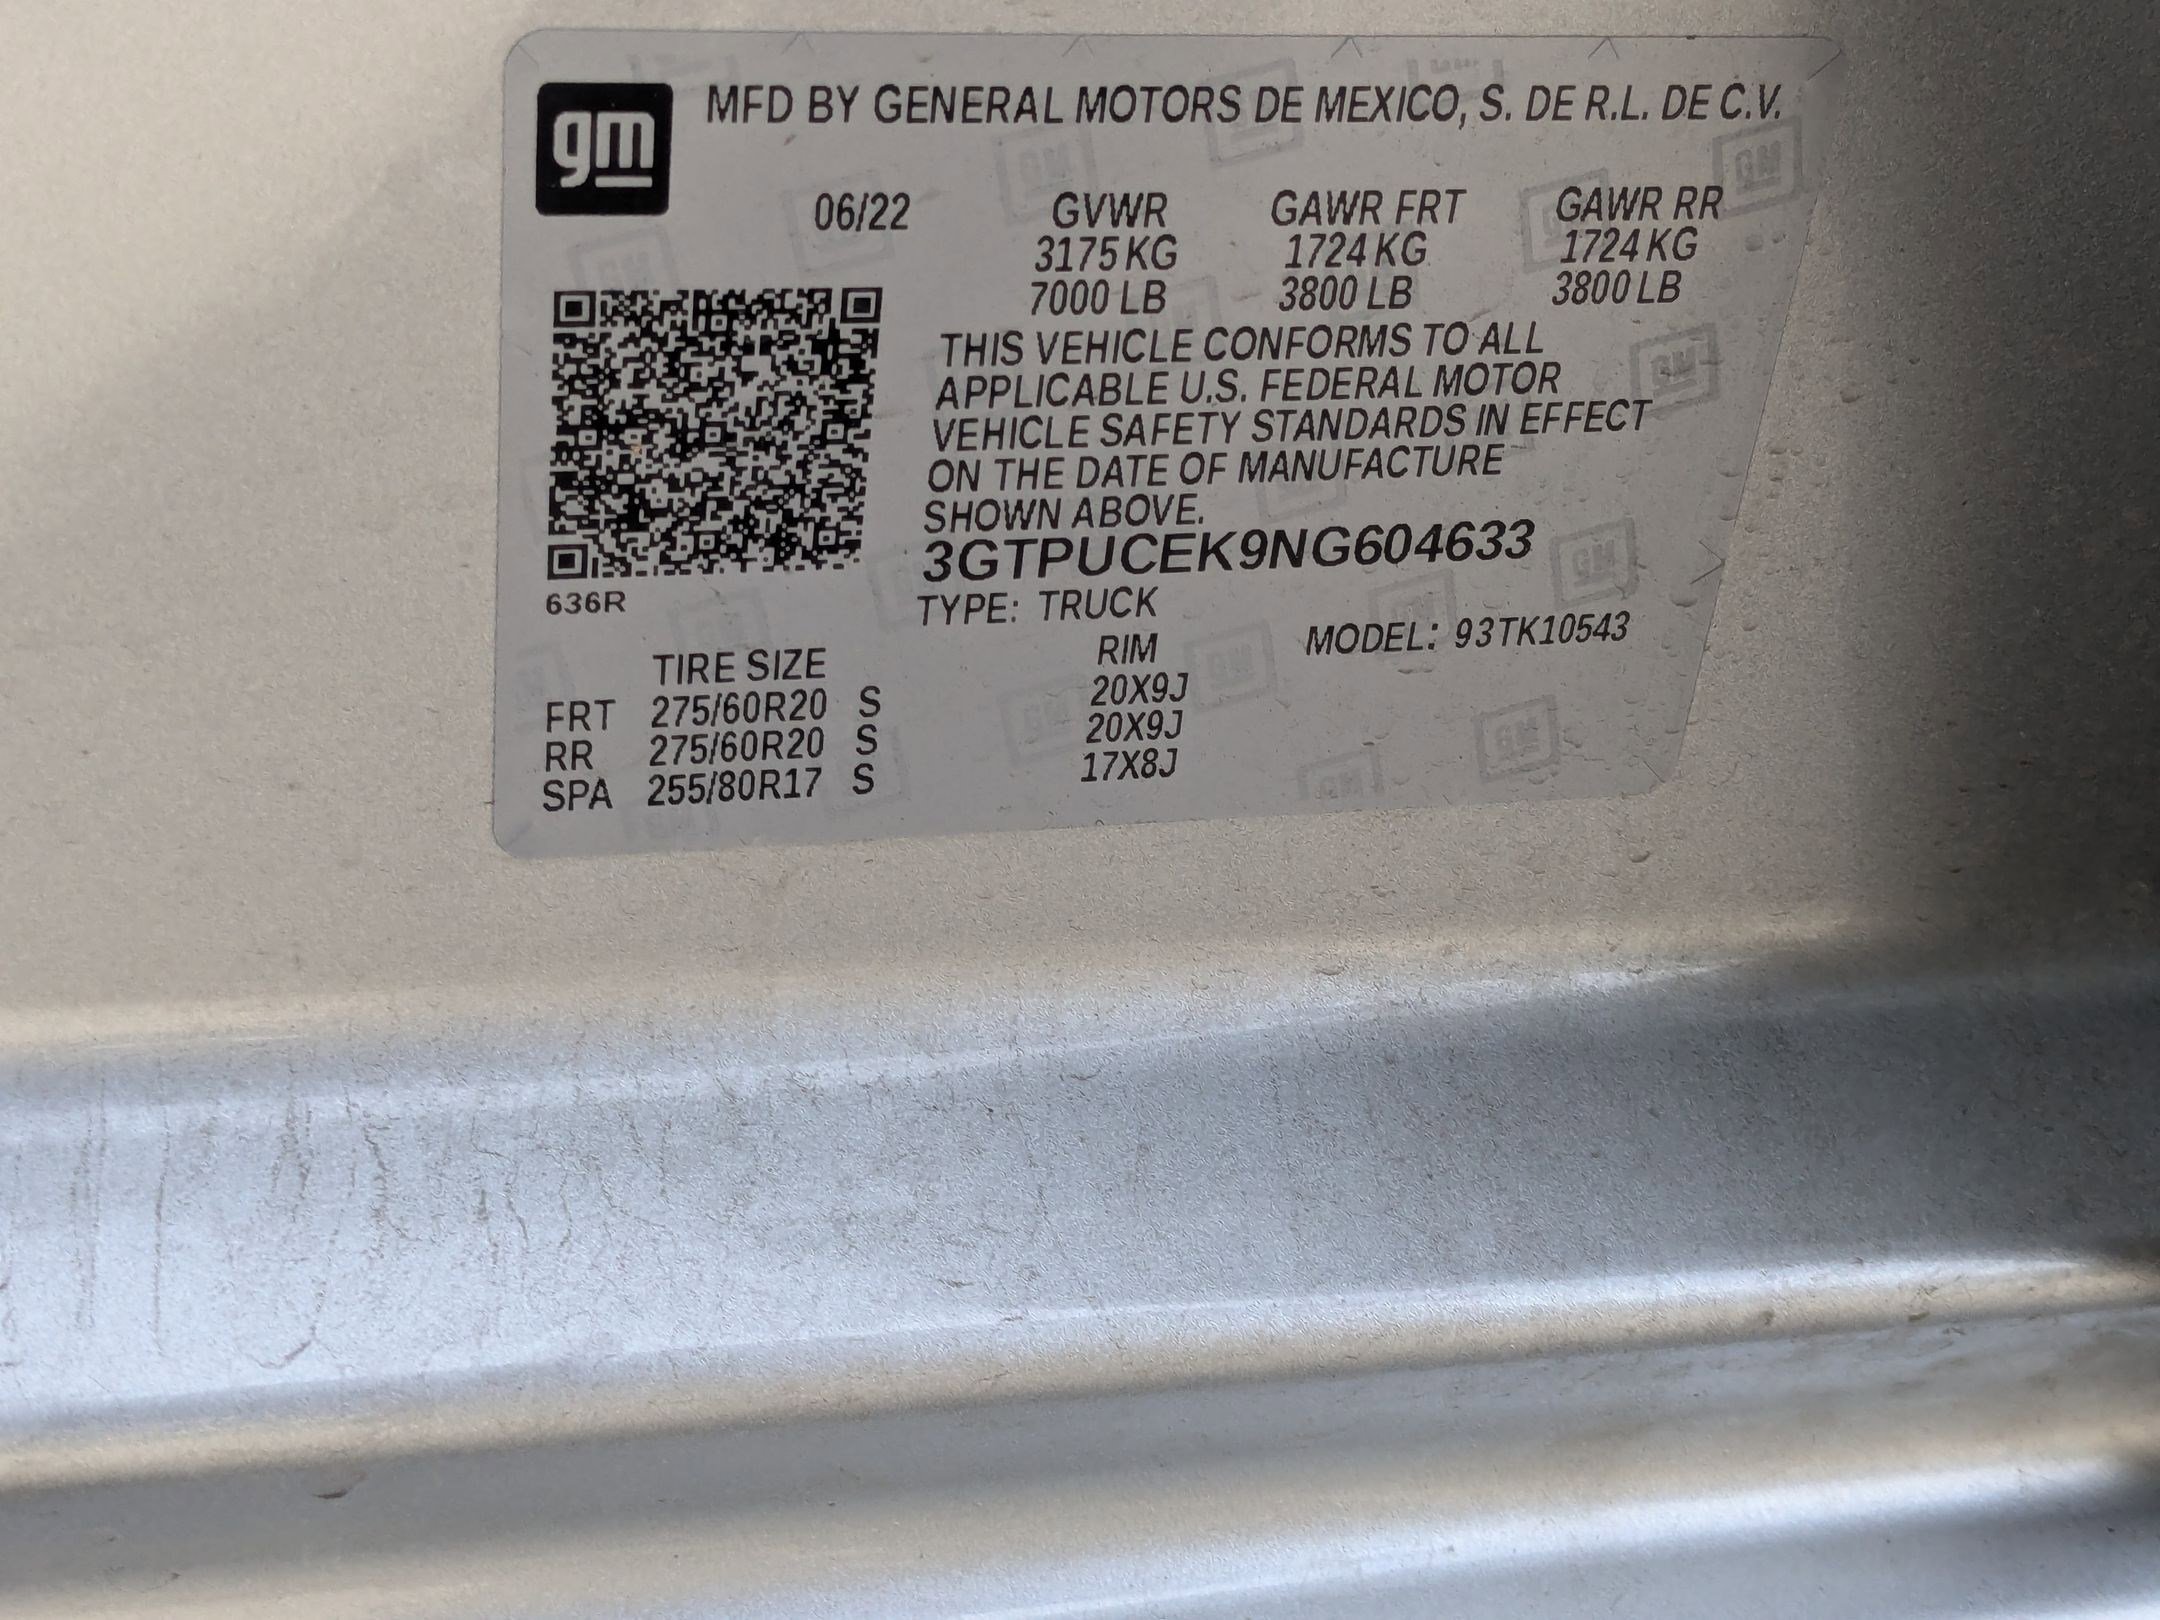 gm
MFD BY GENERAL MOTORS DE MEXICO, S. DE R.L. DE C.V.
06/22 GVWR GAWR FRT GAWR RR
3175 KG 1724 KG 1724 KG
7000 LB 3800 LB 3800 LB
THIS VEHICLE CONFORMS TO ALL
APPLICABLE U.S. FEDERAL MOTOR
VEHICLE SAFETY STANDARDS IN EFFECT
ON THE DATE OF MANUFACTURE
SHOWN ABOVE.
3GTPUCEK9NG604633
636R
TYPE: TRUCK
MODEL: 93TK10543
TIRE SIZE RIM
FRT 275/60R20 S 20X9J
RR 275/60R20 S 20X9J
SPA 255/80R17 S 17X8J